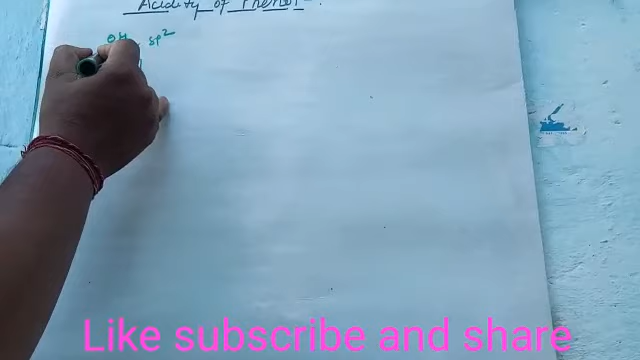 Acidity of Phenol :
OH sp²
Like subscribe and share